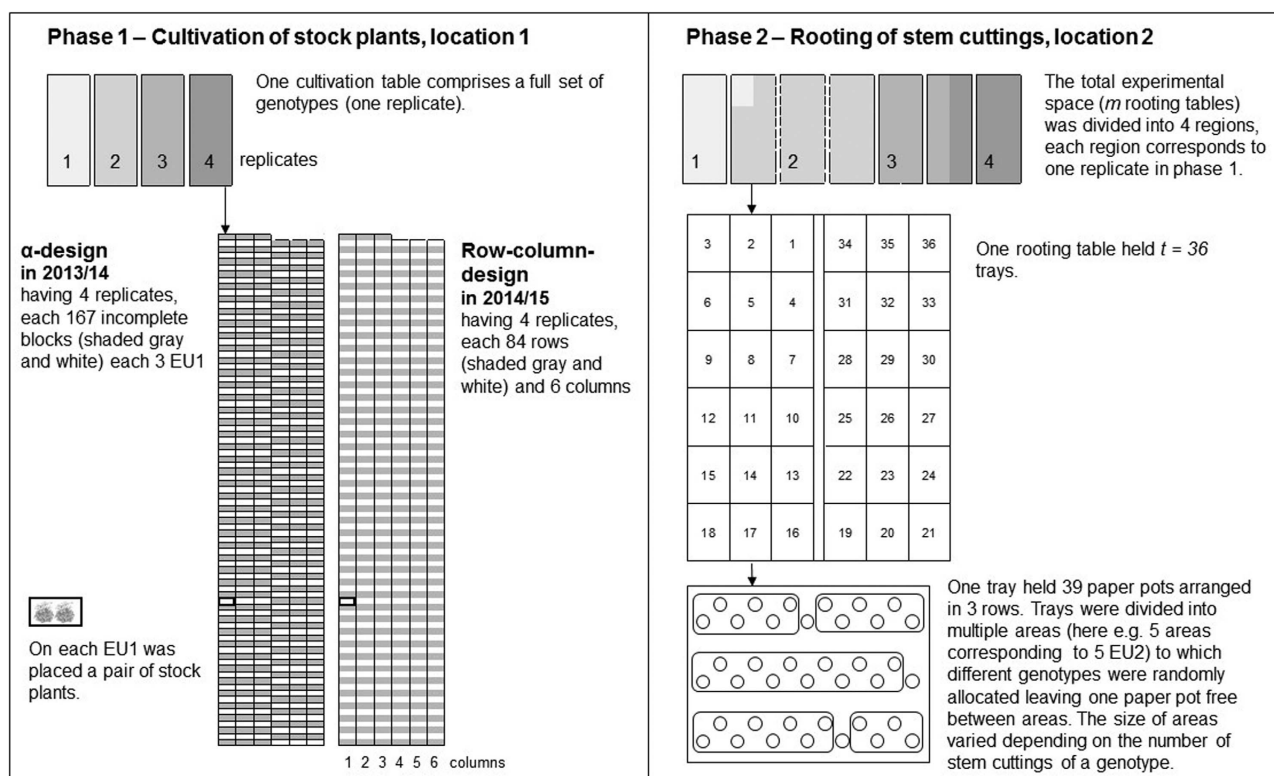 Phase 1 – Cultivation of stock plants, location 1
One cultivation table comprises a full set of
genotypes (one replicate).
1 2 3 4 replicates
α-design
in 2013/14
having 4 replicates,
each 167 incomplete
blocks (shaded gray
and white) each 3 EU1
Row-column-
design
in 2014/15
having 4 replicates,
each 84 rows
(shaded gray and
white) and 6 columns
On each EU1 was
placed a pair of stock
plants.
1 2 3 4 5 6 columns
Phase 2 – Rooting of stem cuttings, location 2
1 2 3 4
The total experimental
space (m rooting tables)
was divided into 4 regions,
each region corresponds to
one replicate in phase 1.
3 2 1 34 35 36
6 5 4 31 32 33
9 8 7 28 29 30
12 11 10 25 26 27
15 14 13 22 23 24
18 17 16 19 20 21
One rooting table held t = 36
trays.
One tray held 39 paper pots arranged
in 3 rows. Trays were divided into
multiple areas (here e.g. 5 areas
corresponding to 5 EU2) to which
different genotypes were randomly
allocated leaving one paper pot free
between areas. The size of areas
varied depending on the number of
stem cuttings of a genotype.